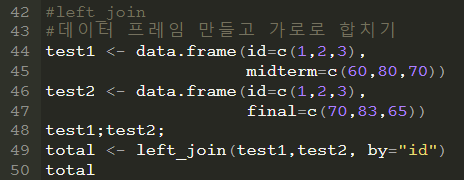 42 #left_join
43 #데이터 프레임 만들고 가로로 합치기
44 test1 <- data.frame(id=c(1,2,3),
45                     midterm=c(60,80,70))
46 test2 <- data.frame(id=c(1,2,3),
47                     final=c(70,83,65))
48 test1;test2;
49 total <- left_join(test1,test2, by="id")
50 total